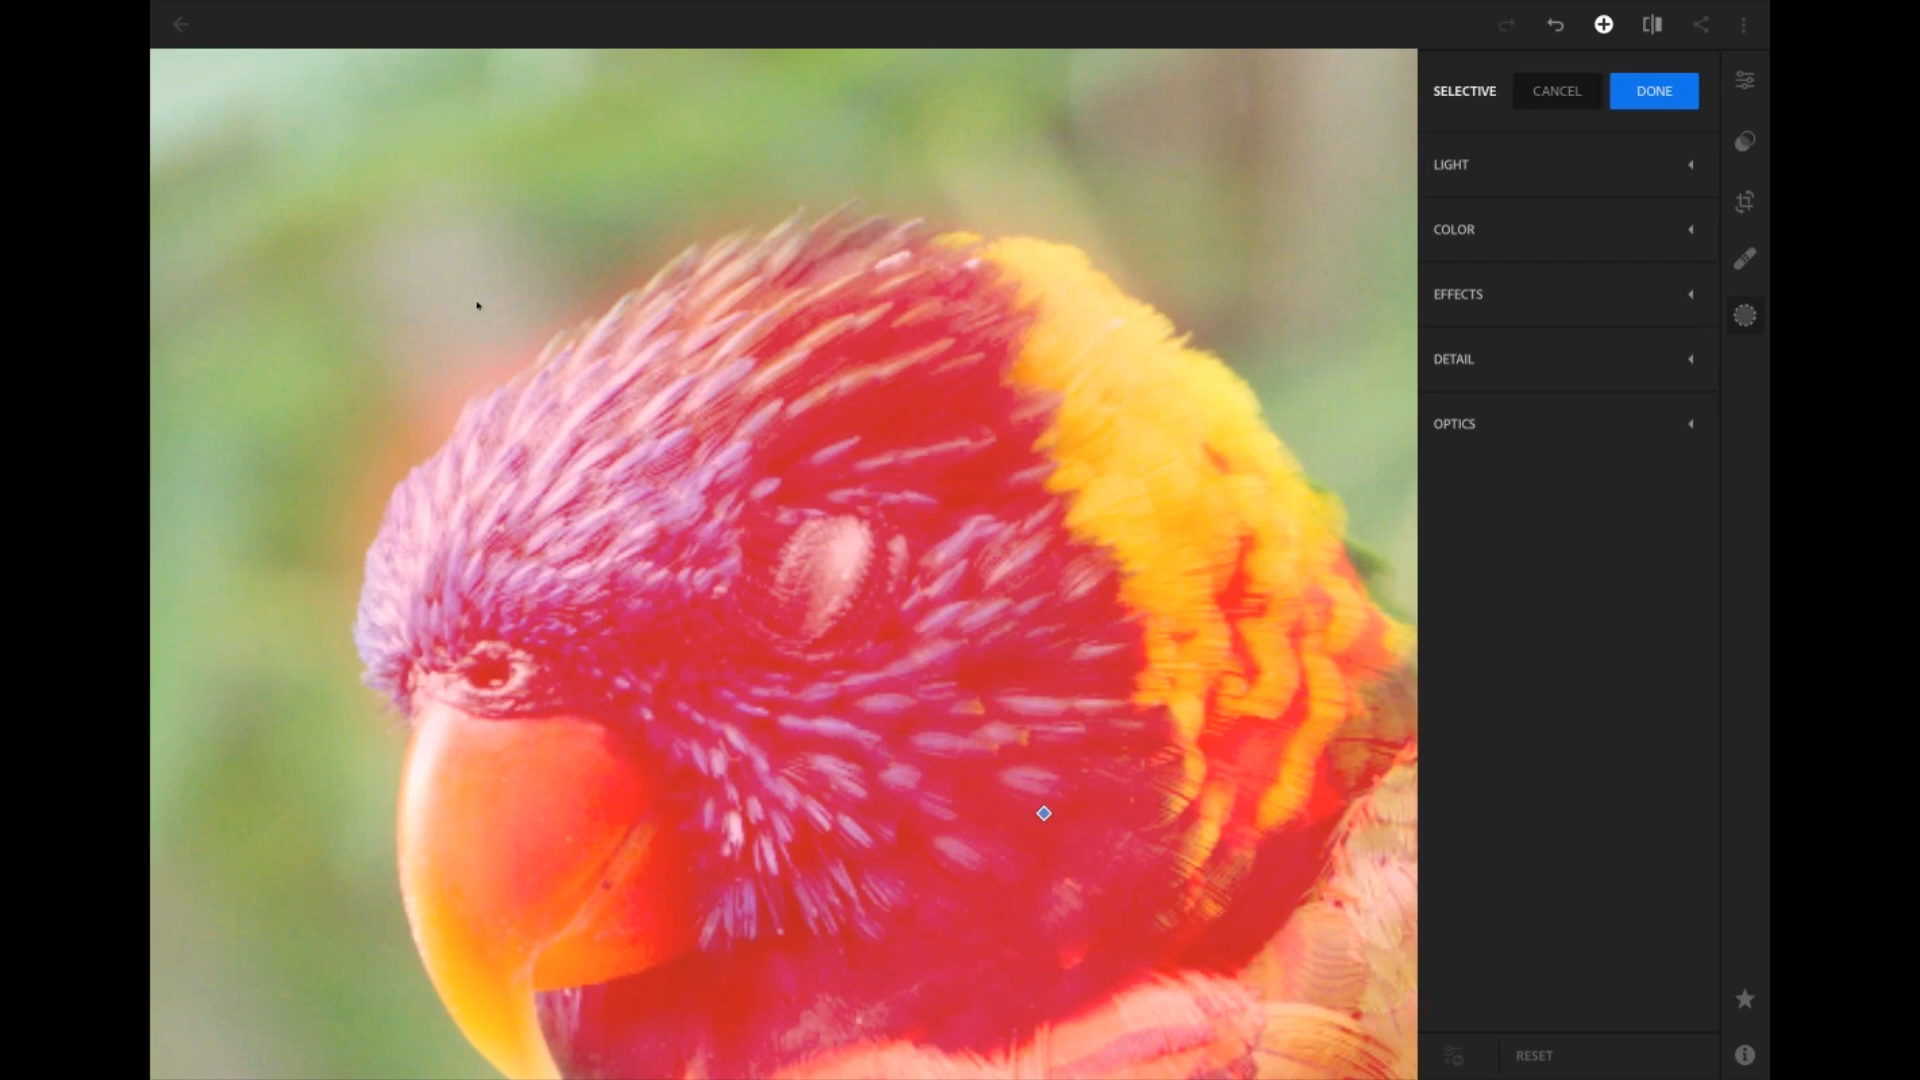 SELECTIVE CANCEL DONE
LIGHT
COLOR
EFFECTS
DETAIL
OPTICS
RESET